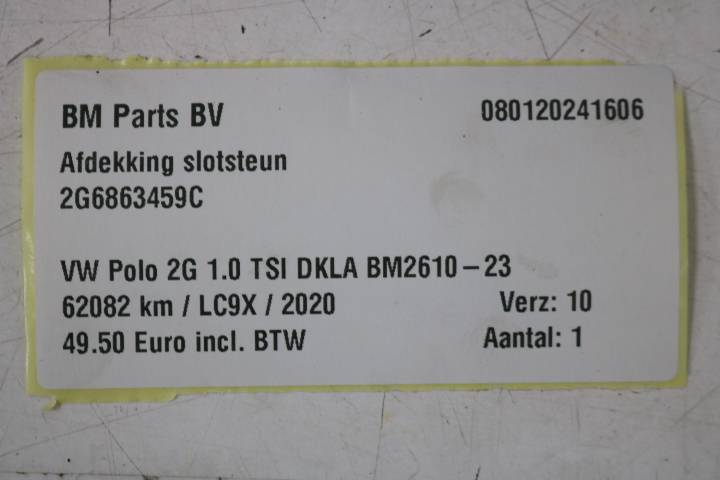 BM Parts BV 080120241606
Afdekking slotsteun
2G6863459C
VW Polo 2G 1.0 TSI DKLA BM2610-23
62082 km / LC9X / 2020 Verz: 10
49.50 Euro incl. BTW Aantal: 1